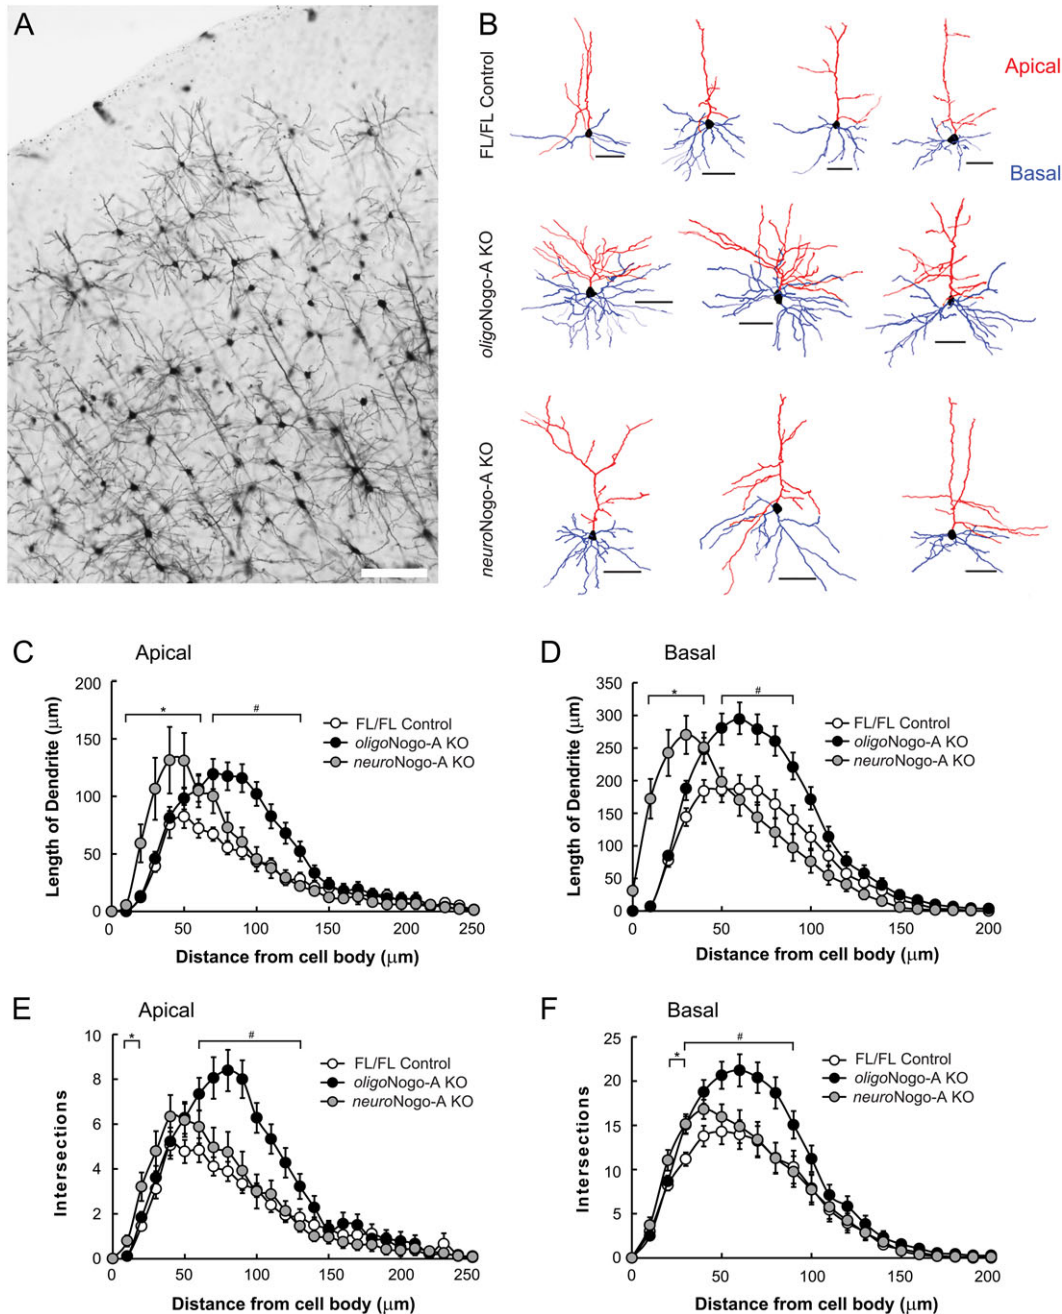 A
B
FL/FL Control
Apical
Basal
oligoNogo-A KO
neuroNogo-A KO
C
Apical
Length of Dendrite (μm)
200
150
100
50
0
*
#
FL/FL Control
oligoNogo-A KO
neuroNogo-A KO
0 50 100 150 200 250
Distance from cell body (μm)
D
Basal
Length of Dendrite (μm)
350
300
250
200
150
100
50
0
*
#
FL/FL Control
oligoNogo-A KO
neuroNogo-A KO
0 50 100 150 200
Distance from cell body (μm)
E
Apical
Intersections
10
8
6
4
2
0
*
#
FL/FL Control
oligoNogo-A KO
neuroNogo-A KO
0 50 100 150 200 250
Distance from cell body (μm)
F
Basal
Intersections
25
20
15
10
5
0
*
#
FL/FL Control
oligoNogo-A KO
neuroNogo-A KO
0 50 100 150 200
Distance from cell body (μm)